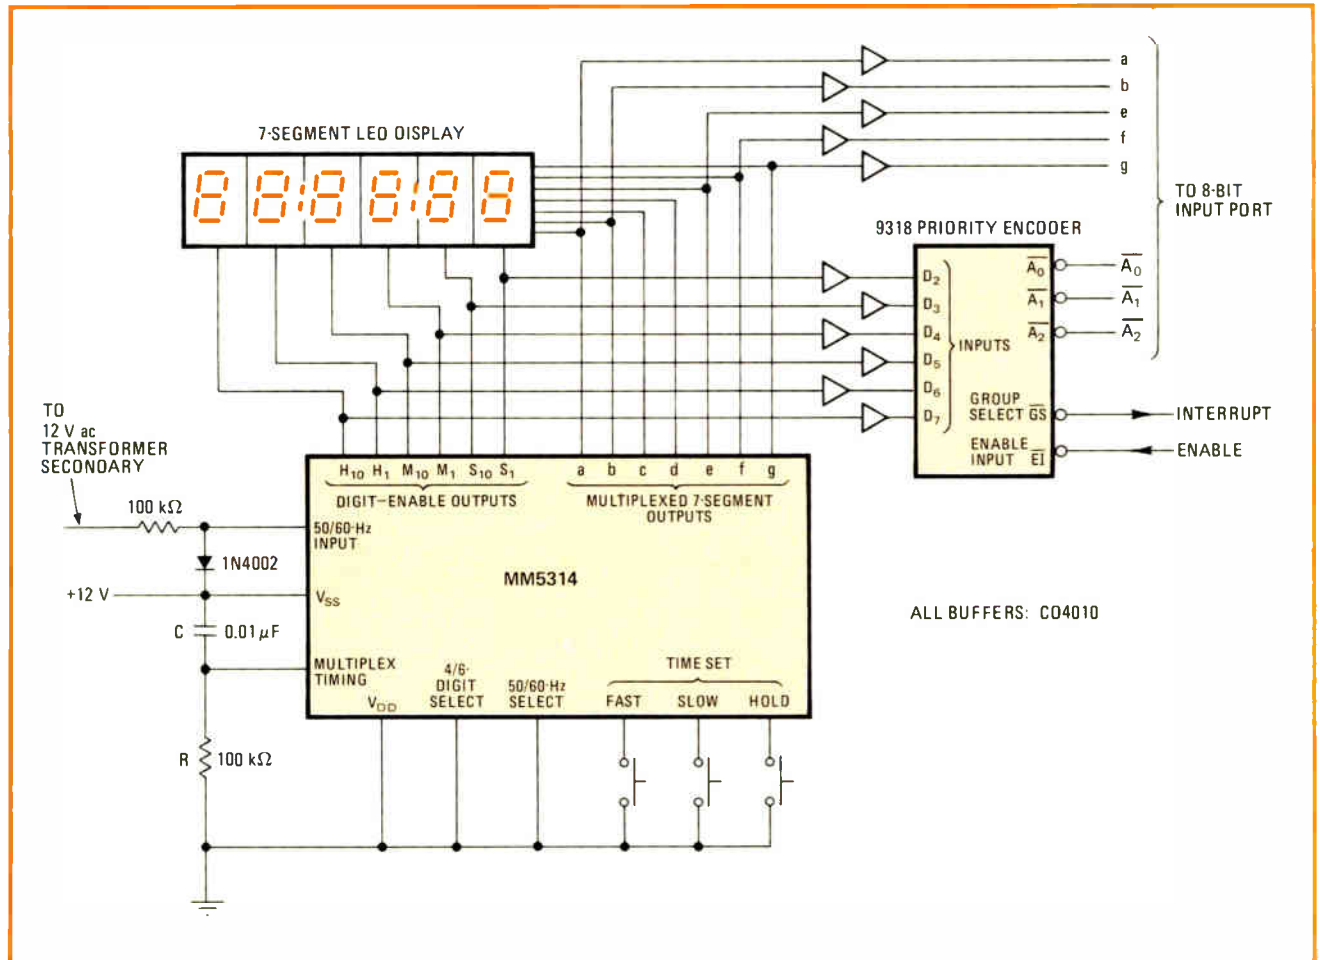 a
b
e
f
g
7-SEGMENT LED DISPLAY
TO 8-BIT
INPUT PORT
9318 PRIORITY ENCODER
D2
D3
D4
D5
D6
D7
INPUTS
A0
A1
A2
A0
A1
A2
GROUP
SELECT GS
INTERRUPT
ENABLE
INPUT EI
ENABLE
TO
12 V ac
TRANSFORMER
SECONDARY
H10 H1 M10 M1 S10 S1
a b c d e f g
DIGIT-ENABLE OUTPUTS
MULTIPLEXED 7-SEGMENT
OUTPUTS
100 kΩ
50/60-Hz
INPUT
1N4002
MM5314
+12 V
VSS
C 0.01 μF
ALL BUFFERS: CD4010
MULTIPLEX
TIMING
VDD
4/6-
DIGIT
SELECT
50/60-Hz
SELECT
TIME SET
FAST SLOW HOLD
R 100 kΩ